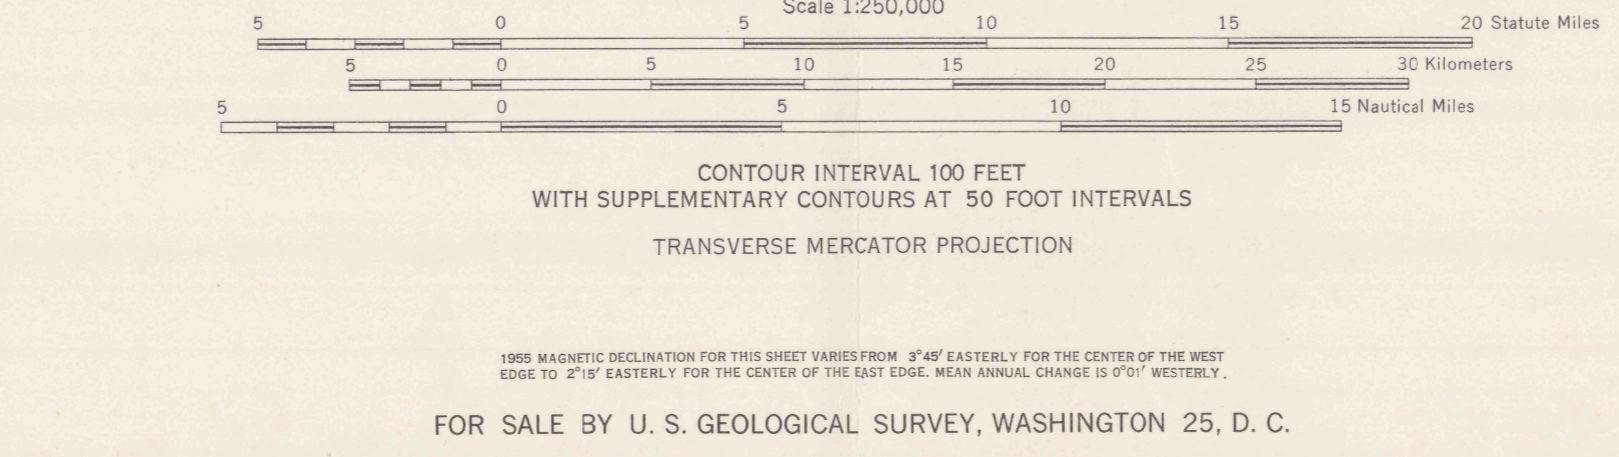 Scale 1:250,000
5 0 5 10 15 20 Statute Miles
5 0 5 10 15 20 25 30 Kilometers
5 0 5 10 15 Nautical Miles
CONTOUR INTERVAL 100 FEET
WITH SUPPLEMENTARY CONTOURS AT 50 FOOT INTERVALS
TRANSVERSE MERCATOR PROJECTION
1955 MAGNETIC DECLINATION FOR THIS SHEET VARIES FROM 3°45′ EASTERLY FOR THE CENTER OF THE WEST
EDGE TO 2°15′ EASTERLY FOR THE CENTER OF THE EAST EDGE. MEAN ANNUAL CHANGE IS 0°01′ WESTERLY.
FOR SALE BY U. S. GEOLOGICAL SURVEY, WASHINGTON 25, D. C.